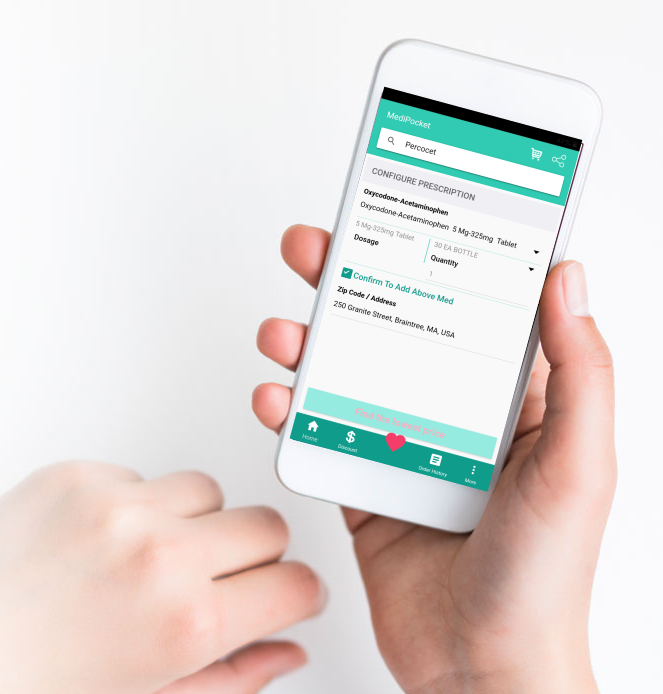 MediPocket
Percocet
CONFIGURE PRESCRIPTION
Oxycodone-Acetaminophen
Oxycodone-Acetaminophen 5 Mg-325mg Tablet
5 Mg-325mg Tablet
30 EA BOTTLE
Dosage
Quantity
1
Confirm To Add Above Med
Zip Code / Address
250 Granite Street, Braintree, MA, USA
Find the lowest price
Home
Discount
Order History
More